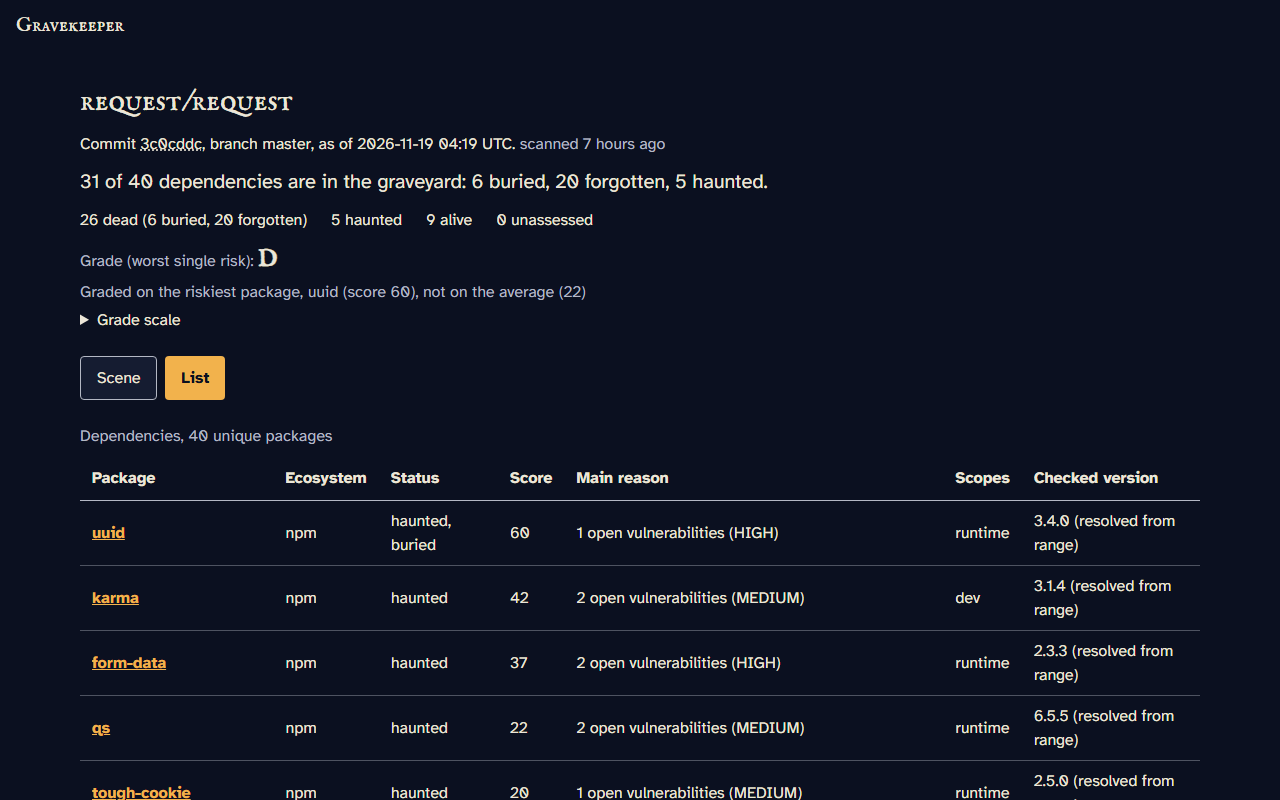 Gravekeeper
request/request
Commit 3c0cddc, branch master, as of 2026-11-19 04:19 UTC. scanned 7 hours ago
31 of 40 dependencies are in the graveyard: 6 buried, 20 forgotten, 5 haunted.
26 dead (6 buried, 20 forgotten) 5 haunted 9 alive 0 unassessed
Grade (worst single risk): D
Graded on the riskiest package, uuid (score 60), not on the average (22)
Grade scale
Scene List
Dependencies, 40 unique packages
Package Ecosystem Status Score Main reason Scopes Checked version
uuid npm haunted, buried 60 1 open vulnerabilities (HIGH) runtime 3.4.0 (resolved from range)
karma npm haunted 42 2 open vulnerabilities (MEDIUM) dev 3.1.4 (resolved from range)
form-data npm haunted 37 2 open vulnerabilities (HIGH) runtime 2.3.3 (resolved from range)
qs npm haunted 22 2 open vulnerabilities (MEDIUM) runtime 6.5.5 (resolved from range)
tough-cookie npm haunted 20 1 open vulnerabilities (MEDIUM) runtime 2.5.0 (resolved from